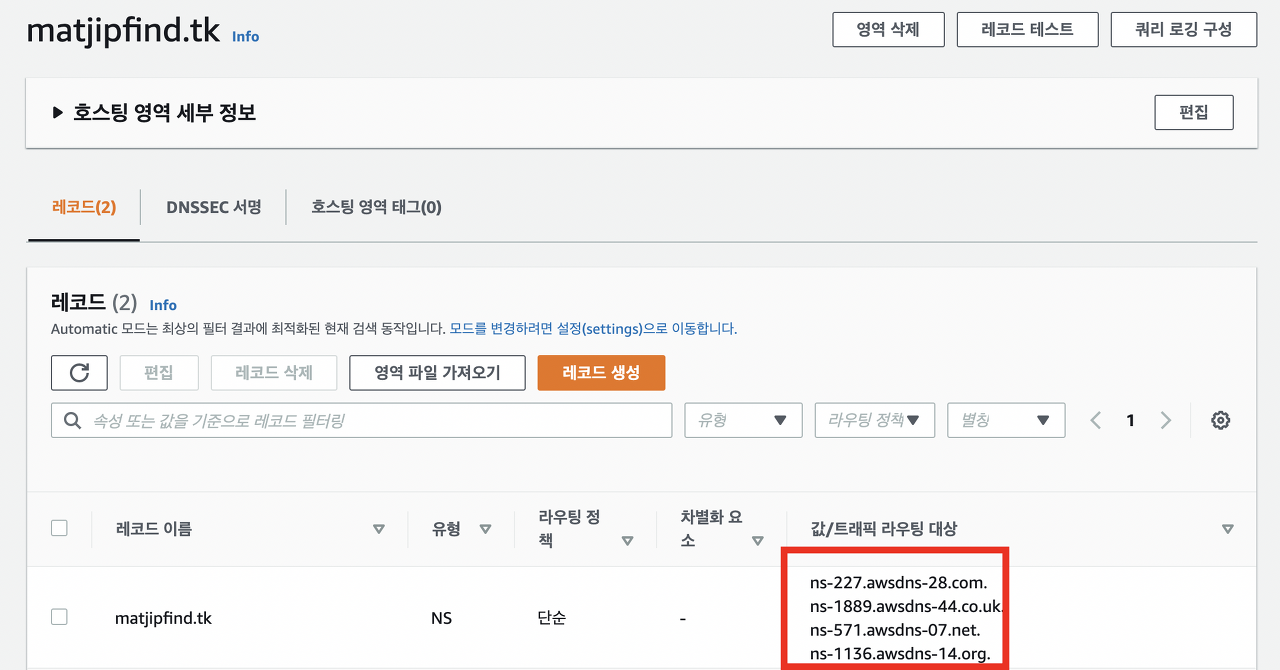 matjipfind.tk Info
영역 삭제
레코드 테스트
쿼리 로깅 구성
호스팅 영역 세부 정보
편집
레코드(2)
DNSSEC 서명
호스팅 영역 태그(0)
레코드 (2) Info
Automatic 모드는 최상의 필터 결과에 최적화된 현재 검색 동작입니다. 모드를 변경하려면 설정(settings)으로 이동합니다.
편집
레코드 삭제
영역 파일 가져오기
레코드 생성
속성 또는 값을 기준으로 레코드 필터링
유형
라우팅 정책
별칭
1
레코드 이름
유형
라우팅 정
책
차별화 요
소
값/트래픽 라우팅 대상
matjipfind.tk
NS
단순
-
ns-227.awsdns-28.com.
ns-1889.awsdns-44.co.uk.
ns-571.awsdns-07.net.
ns-1136.awsdns-14.org.